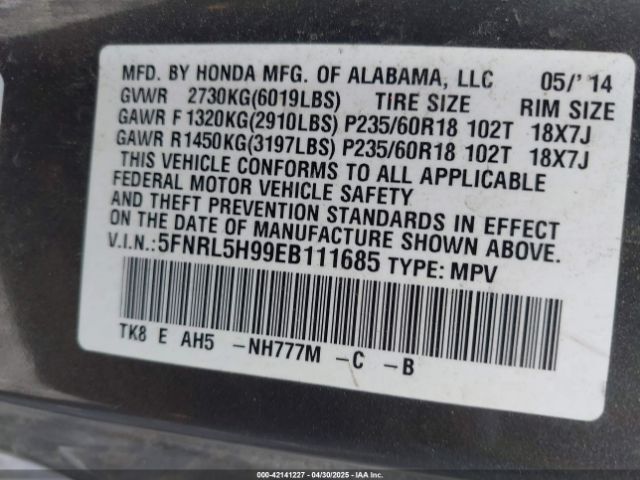 MFD. BY HONDA MFG. OF ALABAMA, LLC 05/'14
GVWR 2730KG(6019LBS) TIRE SIZE RIM SIZE
GAWR F 1320KG(2910LBS) P235/60R18 102T 18X7J
GAWR R1450KG(3197LBS) P235/60R18 102T 18X7J
THIS VEHICLE CONFORMS TO ALL APPLICABLE
FEDERAL MOTOR VEHICLE SAFETY
AND THEFT PREVENTION STANDARDS IN EFFECT
ON THE DATE OF MANUFACTURE SHOWN ABOVE.
V.I.N.:5FNRL5H99EB111685 TYPE: MPV
TK8 E AH5 -NH777M -C -B
000-42141227 - 04/30/2025 - IAAI.COM